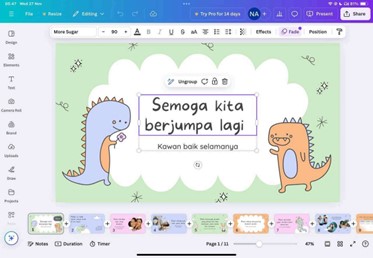 20:47 Wed 27 Nov
File
Resize
Editing
Try Pro for 14 days
NA
Present
Share
More Sugar
90
Effects
Fade
Position
Design
Elements
Text
Camera Roll
Brand
Uploads
Draw
Projects
Ungroup
Semoga kita
berjumpa lagi
Kawan baik selamanya
Notes
Duration
Timer
Page 1 / 11
47%